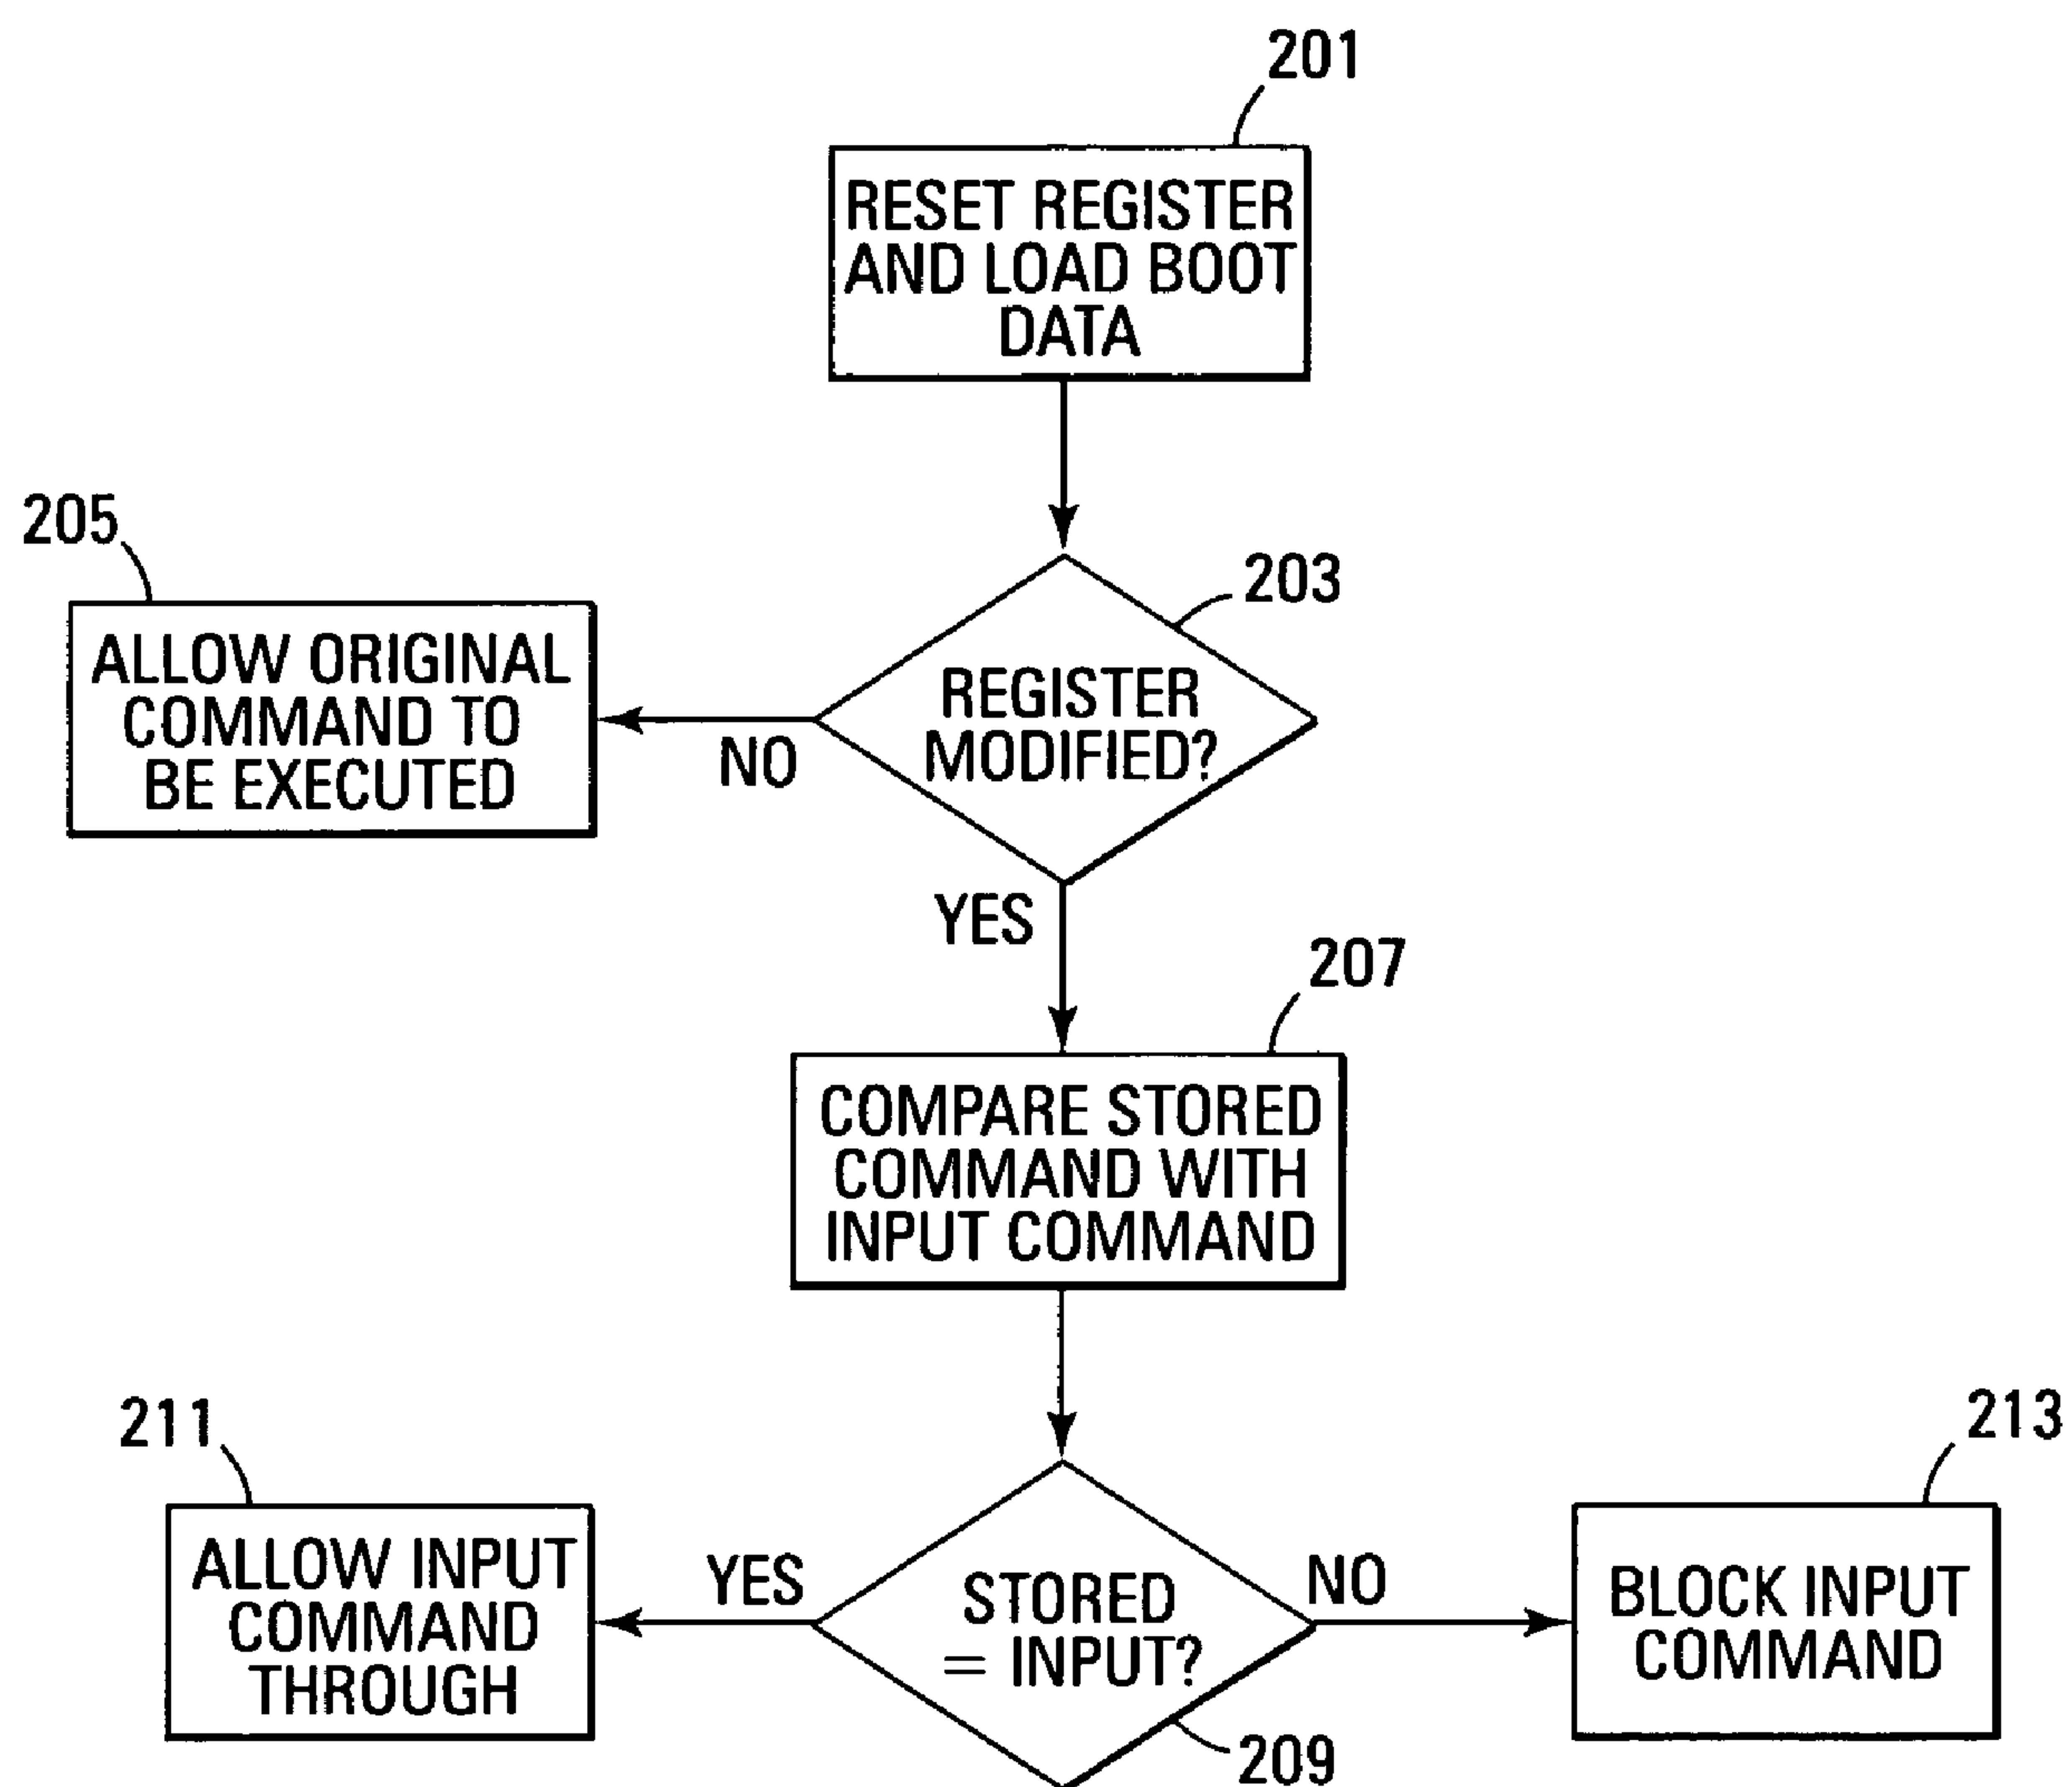 201
RESET REGISTER
AND LOAD BOOT
DATA
205
203
ALLOW ORIGINAL
COMMAND TO
BE EXECUTED
REGISTER
MODIFIED?
NO
YES
207
COMPARE STORED
COMMAND WITH
INPUT COMMAND
211
213
ALLOW INPUT
COMMAND
THROUGH
YES
STORED
= INPUT?
NO
BLOCK INPUT
COMMAND
209